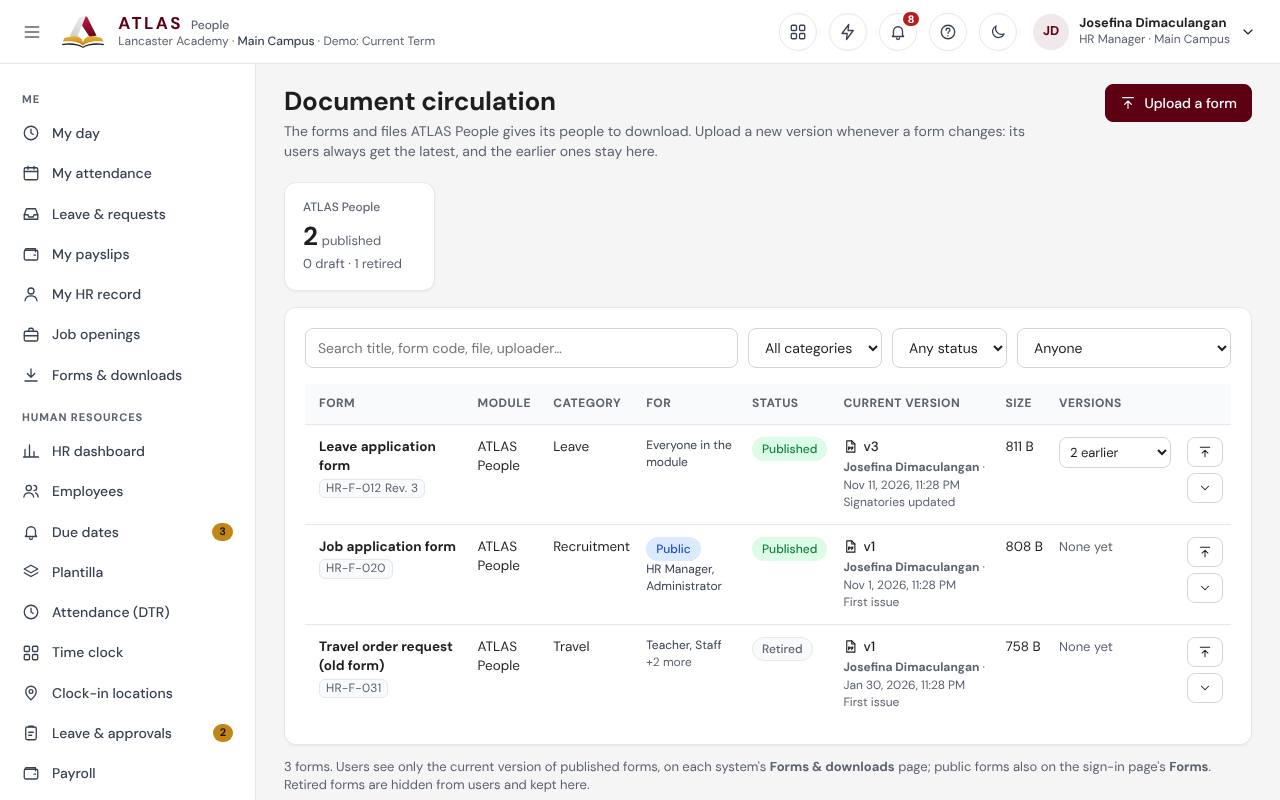 ATLAS People
Lancaster Academy · Main Campus · Demo: Current Term
8
JD
Josefina Dimaculangan
HR Manager · Main Campus
ME
My day
My attendance
Leave & requests
My payslips
My HR record
Job openings
Forms & downloads
HUMAN RESOURCES
HR dashboard
Employees
Due dates 3
Plantilla
Attendance (DTR)
Time clock
Clock-in locations
Leave & approvals 2
Payroll
Document circulation
Upload a form
The forms and files ATLAS People gives its people to download. Upload a new version whenever a form changes: its
users always get the latest, and the earlier ones stay here.
ATLAS People
2 published
0 draft · 1 retired
Search title, form code, file, uploader...
All categories
Any status
Anyone
FORM MODULE CATEGORY FOR STATUS CURRENT VERSION SIZE VERSIONS
Leave application
form
HR-F-012 Rev. 3
ATLAS
People
Leave
Everyone in the
module
Published
v3
Josefina Dimaculangan ·
Nov 11, 2026, 11:28 PM
Signatories updated
811 B
2 earlier
Job application form
HR-F-020
ATLAS
People
Recruitment
Public
HR Manager,
Administrator
Published
v1
Josefina Dimaculangan ·
Nov 1, 2026, 11:28 PM
First issue
808 B
None yet
Travel order request
(old form)
HR-F-031
ATLAS
People
Travel
Teacher, Staff
+2 more
Retired
v1
Josefina Dimaculangan ·
Jan 30, 2026, 11:28 PM
First issue
758 B
None yet
3 forms. Users see only the current version of published forms, on each system's Forms & downloads page; public forms also on the sign-in page's Forms.
Retired forms are hidden from users and kept here.